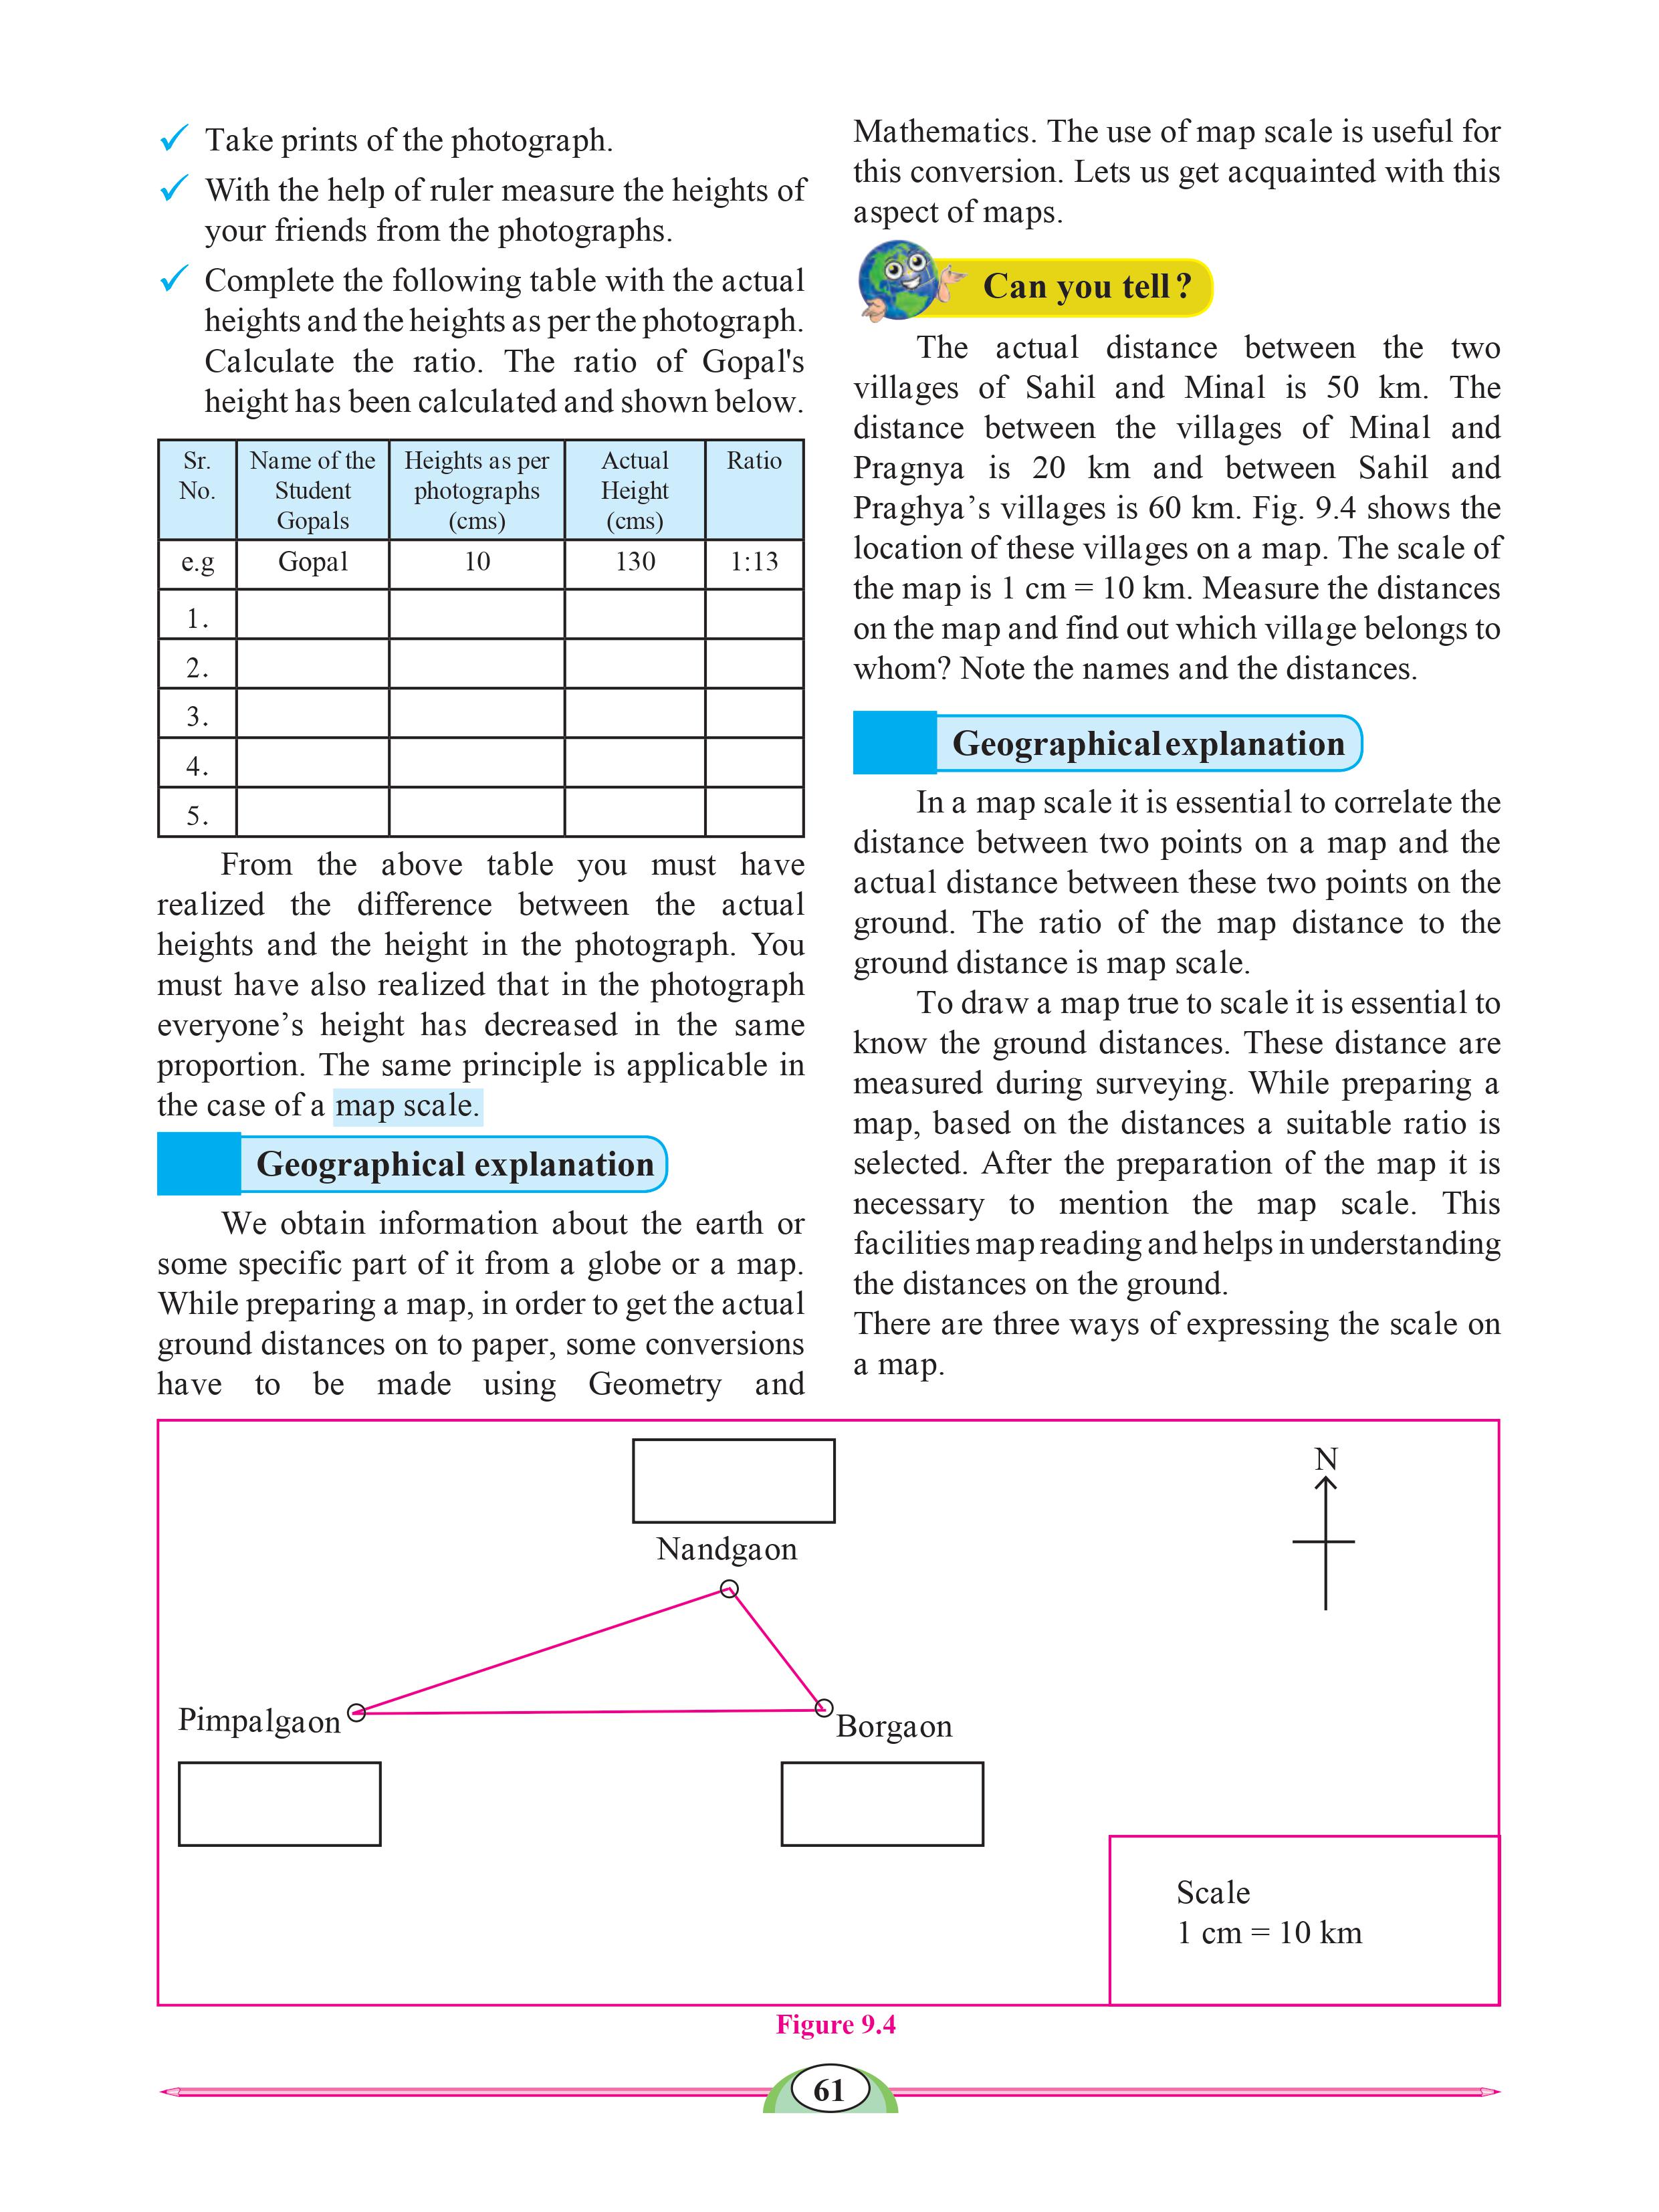 Take prints of the photograph.
With the help of ruler measure the heights of
your friends from the photographs.
Complete the following table with the actual
heights and the heights as per the photograph.
Calculate the ratio. The ratio of Gopal's
height has been calculated and shown below.
Sr. No. Name of the Student Gopals Heights as per photographs (cms) Actual Height (cms) Ratio
e.g Gopal 10 130 1:13
1.
2.
3.
4.
5.
From the above table you must have
realized the difference between the actual
heights and the height in the photograph. You
must have also realized that in the photograph
everyone’s height has decreased in the same
proportion. The same principle is applicable in
the case of a map scale.
Geographical explanation
We obtain information about the earth or
some specific part of it from a globe or a map.
While preparing a map, in order to get the actual
ground distances on to paper, some conversions
have to be made using Geometry and
Mathematics. The use of map scale is useful for
this conversion. Lets us get acquainted with this
aspect of maps.
Can you tell ?
The actual distance between the two
villages of Sahil and Minal is 50 km. The
distance between the villages of Minal and
Pragnya is 20 km and between Sahil and
Praghya’s villages is 60 km. Fig. 9.4 shows the
location of these villages on a map. The scale of
the map is 1 cm = 10 km. Measure the distances
on the map and find out which village belongs to
whom? Note the names and the distances.
Geographical explanation
In a map scale it is essential to correlate the
distance between two points on a map and the
actual distance between these two points on the
ground. The ratio of the map distance to the
ground distance is map scale.
To draw a map true to scale it is essential to
know the ground distances. These distance are
measured during surveying. While preparing a
map, based on the distances a suitable ratio is
selected. After the preparation of the map it is
necessary to mention the map scale. This
facilities map reading and helps in understanding
the distances on the ground.
There are three ways of expressing the scale on
a map.
N
Nandgaon
Pimpalgaon
Borgaon
Scale
1 cm = 10 km
Figure 9.4
61